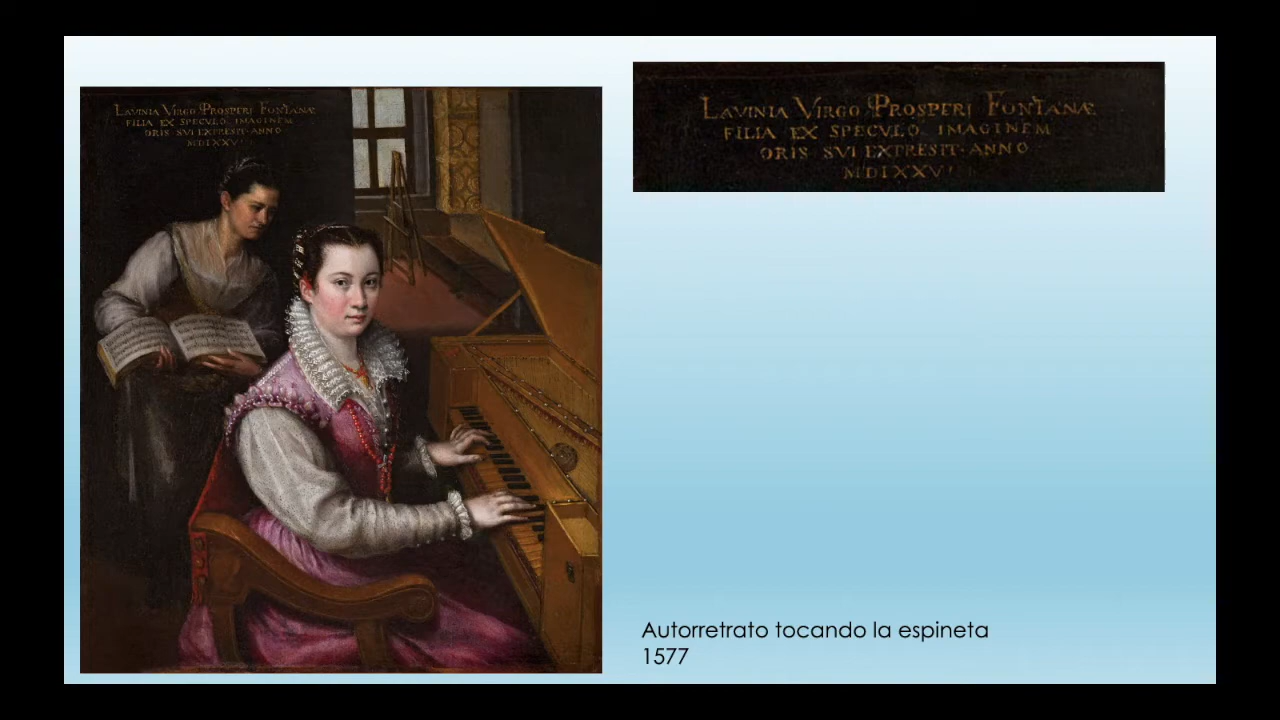 LAVINIA VIRGO PROSPERI FONTANÆ
FILIA EX SPECVLO IMAGINEM
ORIS SVI EXPRESIT·ANNO
LAVINIA VIRGO PROSPERI FONTANÆ
FILIA EX SPECVLO IMAGINEM
ORIS SVI EXPRESIT·ANNO
Autorretrato tocando la espineta
1577